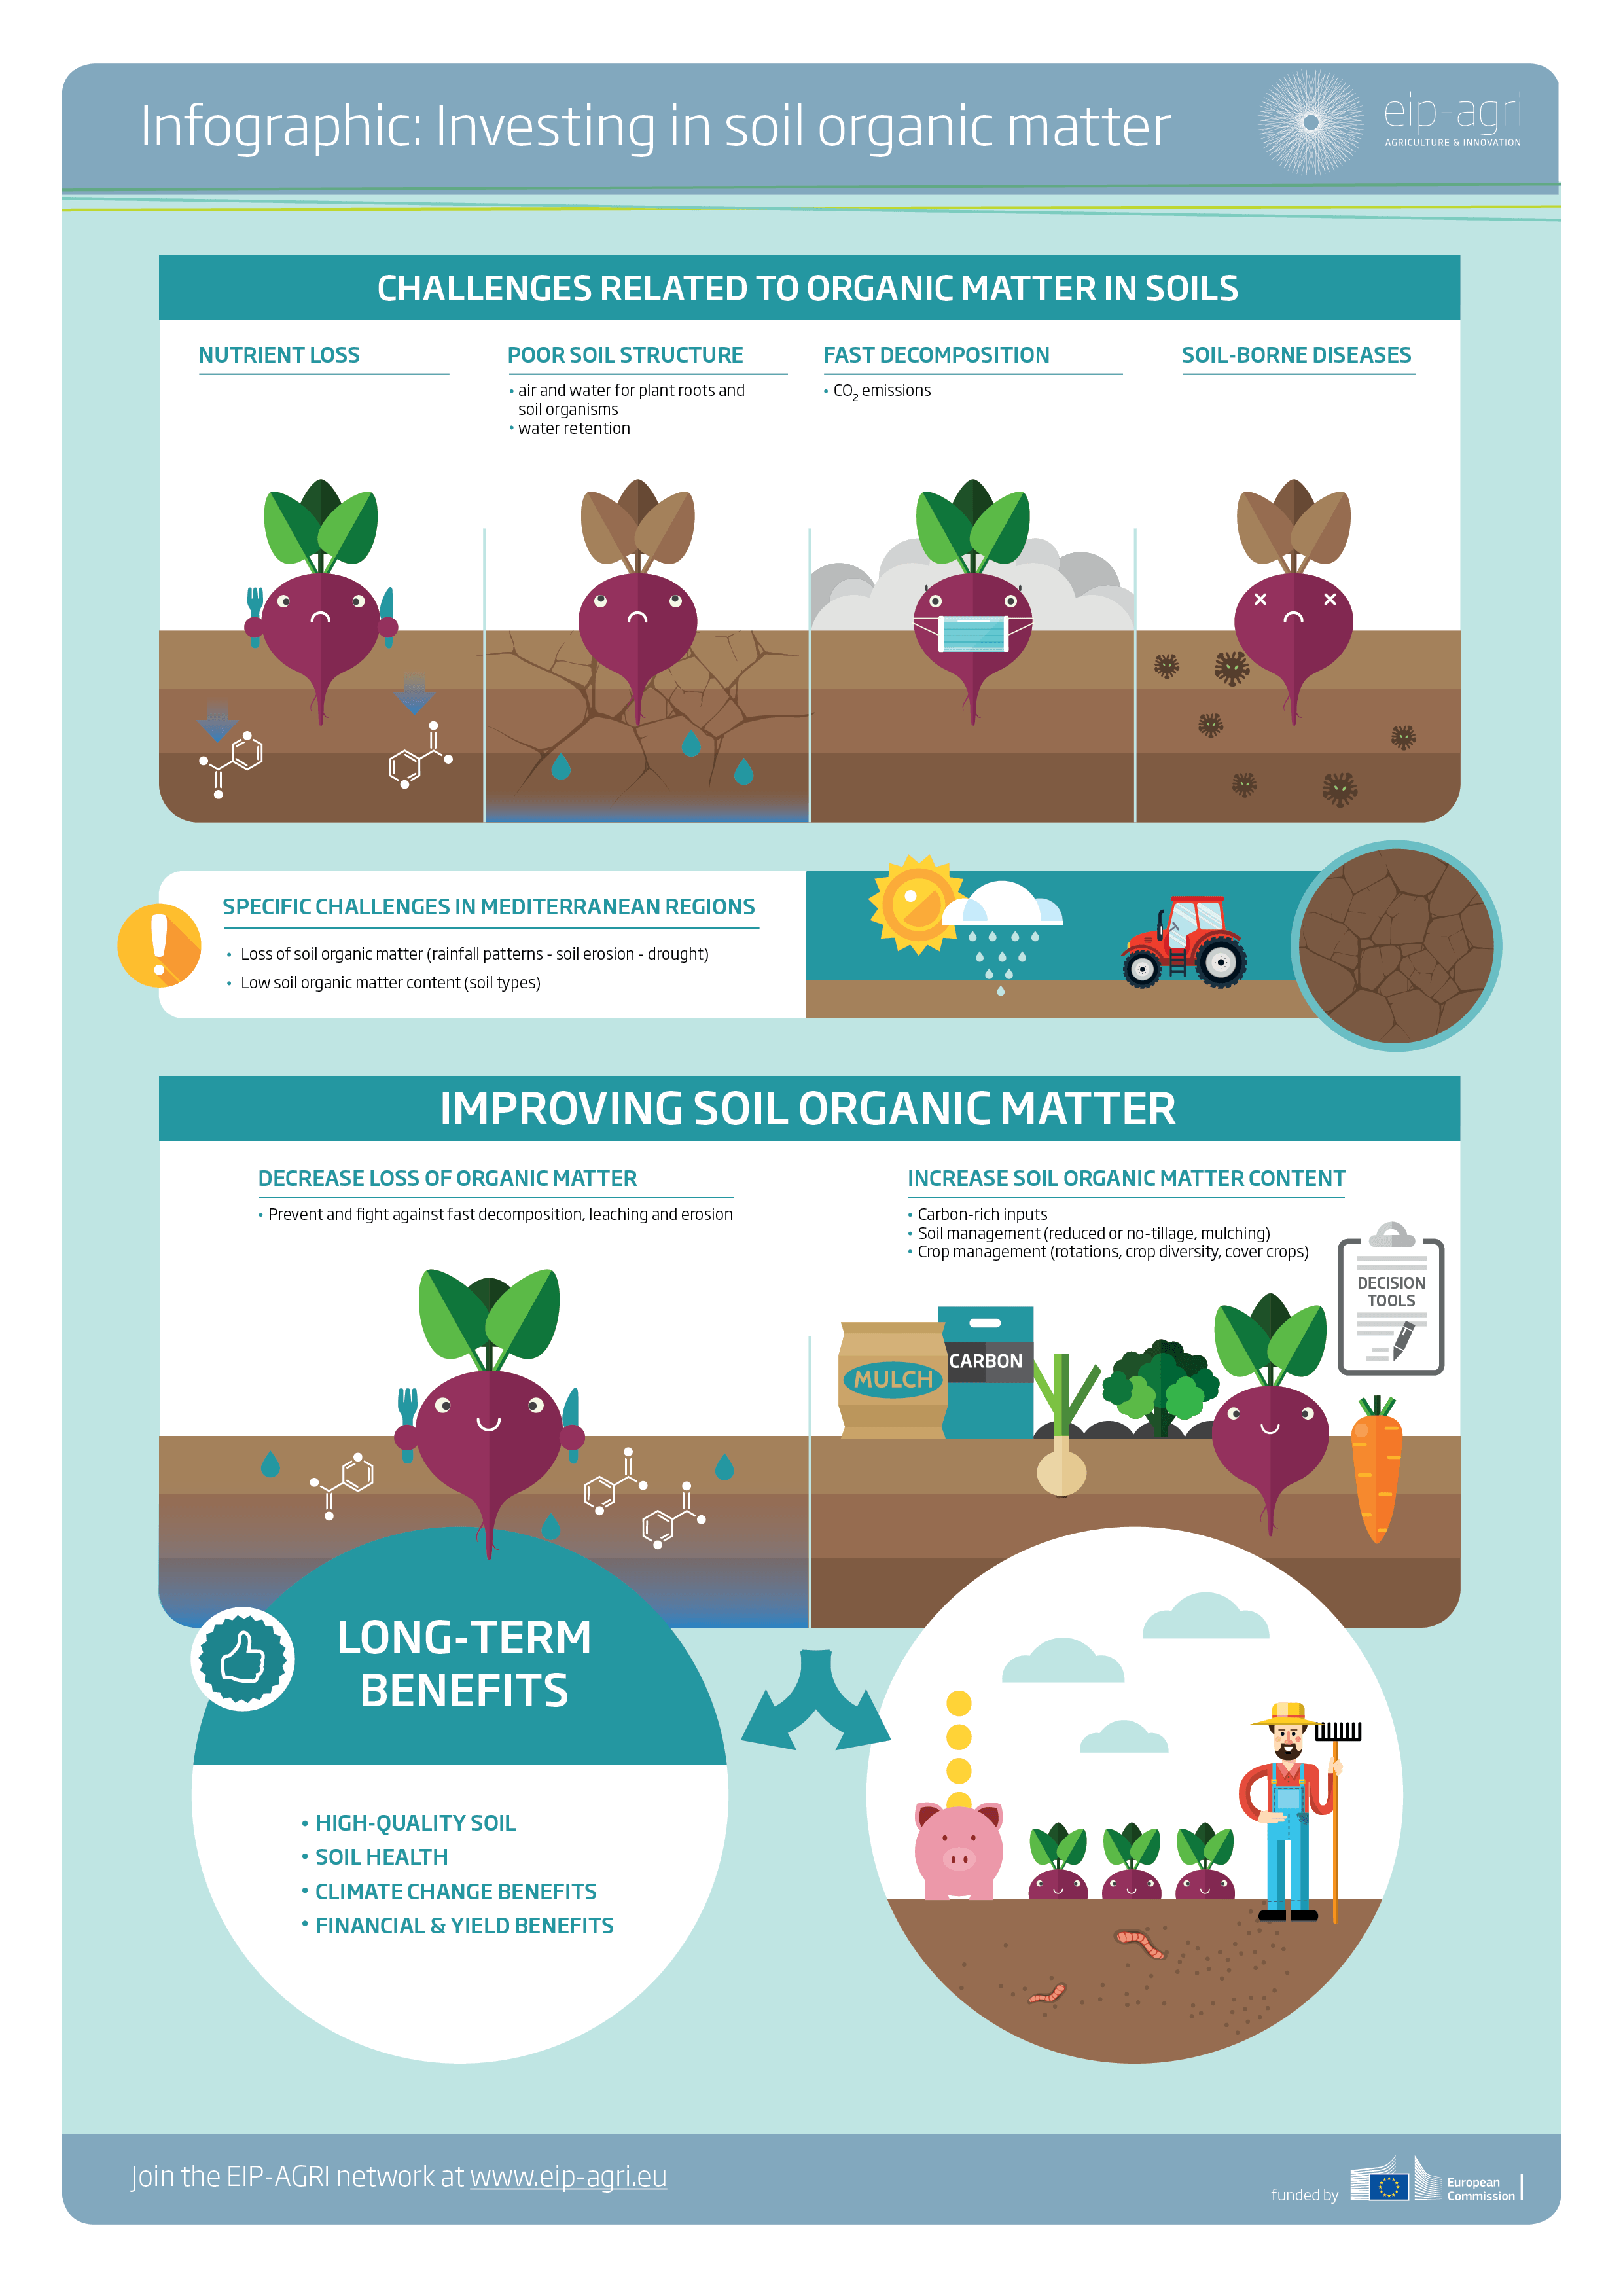 Infographic: Investing in soil organic matter
eip-agri
AGRICULTURE & INNOVATION
CHALLENGES RELATED TO ORGANIC MATTER IN SOILS
NUTRIENT LOSS
POOR SOIL STRUCTURE
• air and water for plant roots and
soil organisms
• water retention
FAST DECOMPOSITION
• CO₂ emissions
SOIL-BORNE DISEASES
SPECIFIC CHALLENGES IN MEDITERRANEAN REGIONS
• Loss of soil organic matter (rainfall patterns - soil erosion - drought)
• Low soil organic matter content (soil types)
IMPROVING SOIL ORGANIC MATTER
DECREASE LOSS OF ORGANIC MATTER
• Prevent and fight against fast decomposition, leaching and erosion
INCREASE SOIL ORGANIC MATTER CONTENT
• Carbon-rich inputs
• Soil management (reduced or no-tillage, mulching)
• Crop management (rotations, crop diversity, cover crops)
DECISION
TOOLS
CARBON
MULCH
LONG-TERM
BENEFITS
• HIGH-QUALITY SOIL
• SOIL HEALTH
• CLIMATE CHANGE BENEFITS
• FINANCIAL & YIELD BENEFITS
Join the EIP-AGRI network at www.eip-agri.eu
funded by
European
Commission